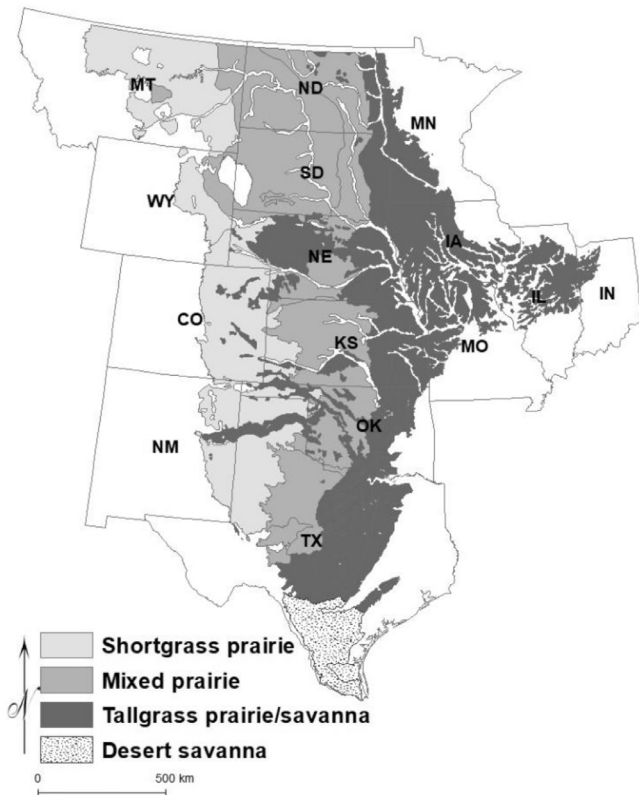 MT
ND
MN
WY
SD
NE
IA
IL
IN
CO
KS
MO
NM
OK
TX
Shortgrass prairie
Mixed prairie
Tallgrass prairie/savanna
Desert savanna
0 500 km